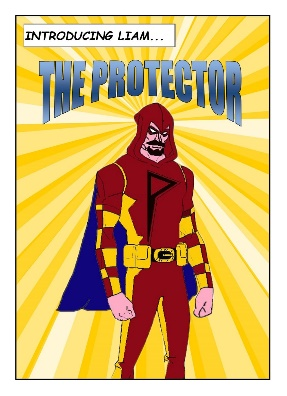 INTRODUCING LIAM...
THE PROTECTOR
P